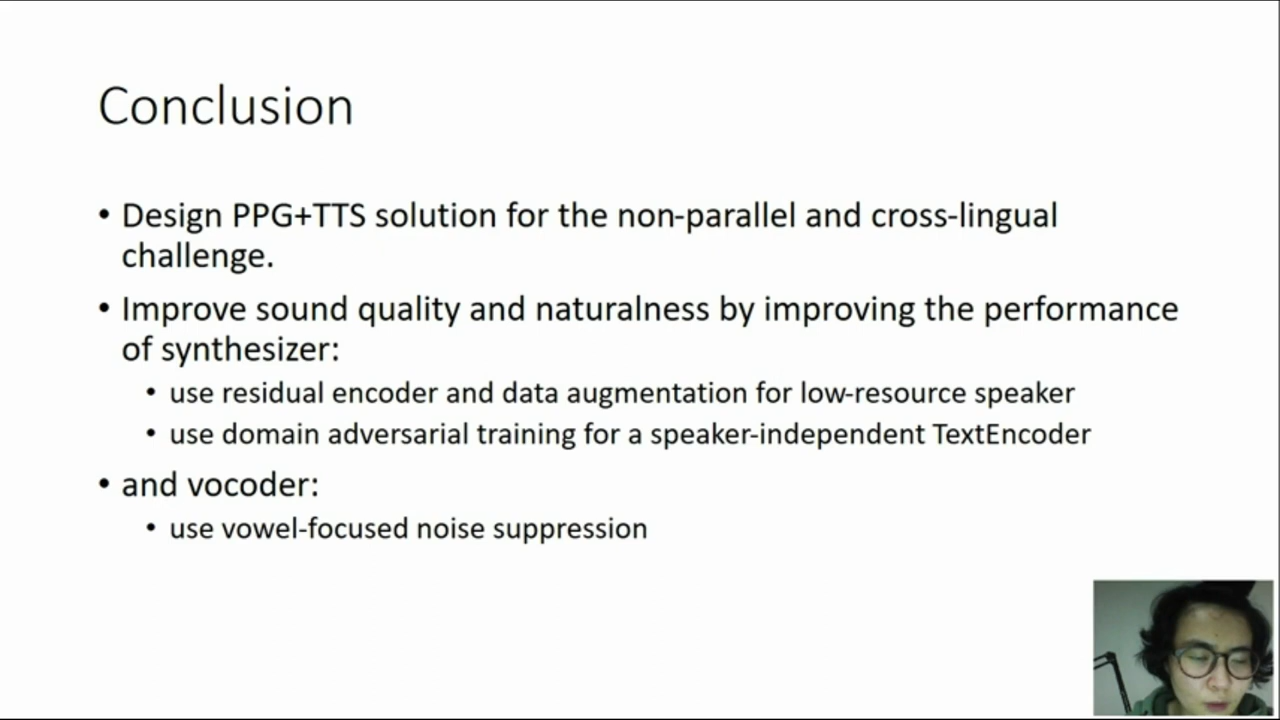 Conclusion
• Design PPG+TTS solution for the non-parallel and cross-lingual
challenge.
• Improve sound quality and naturalness by improving the performance
of synthesizer:
• use residual encoder and data augmentation for low-resource speaker
• use domain adversarial training for a speaker-independent TextEncoder
• and vocoder:
• use vowel-focused noise suppression